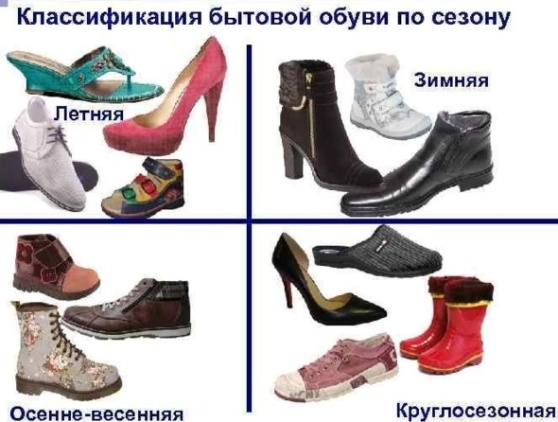 Классификация бытовой обуви по сезону
Летняя
Зимняя
Осенне-весенняя
Круглосезонная